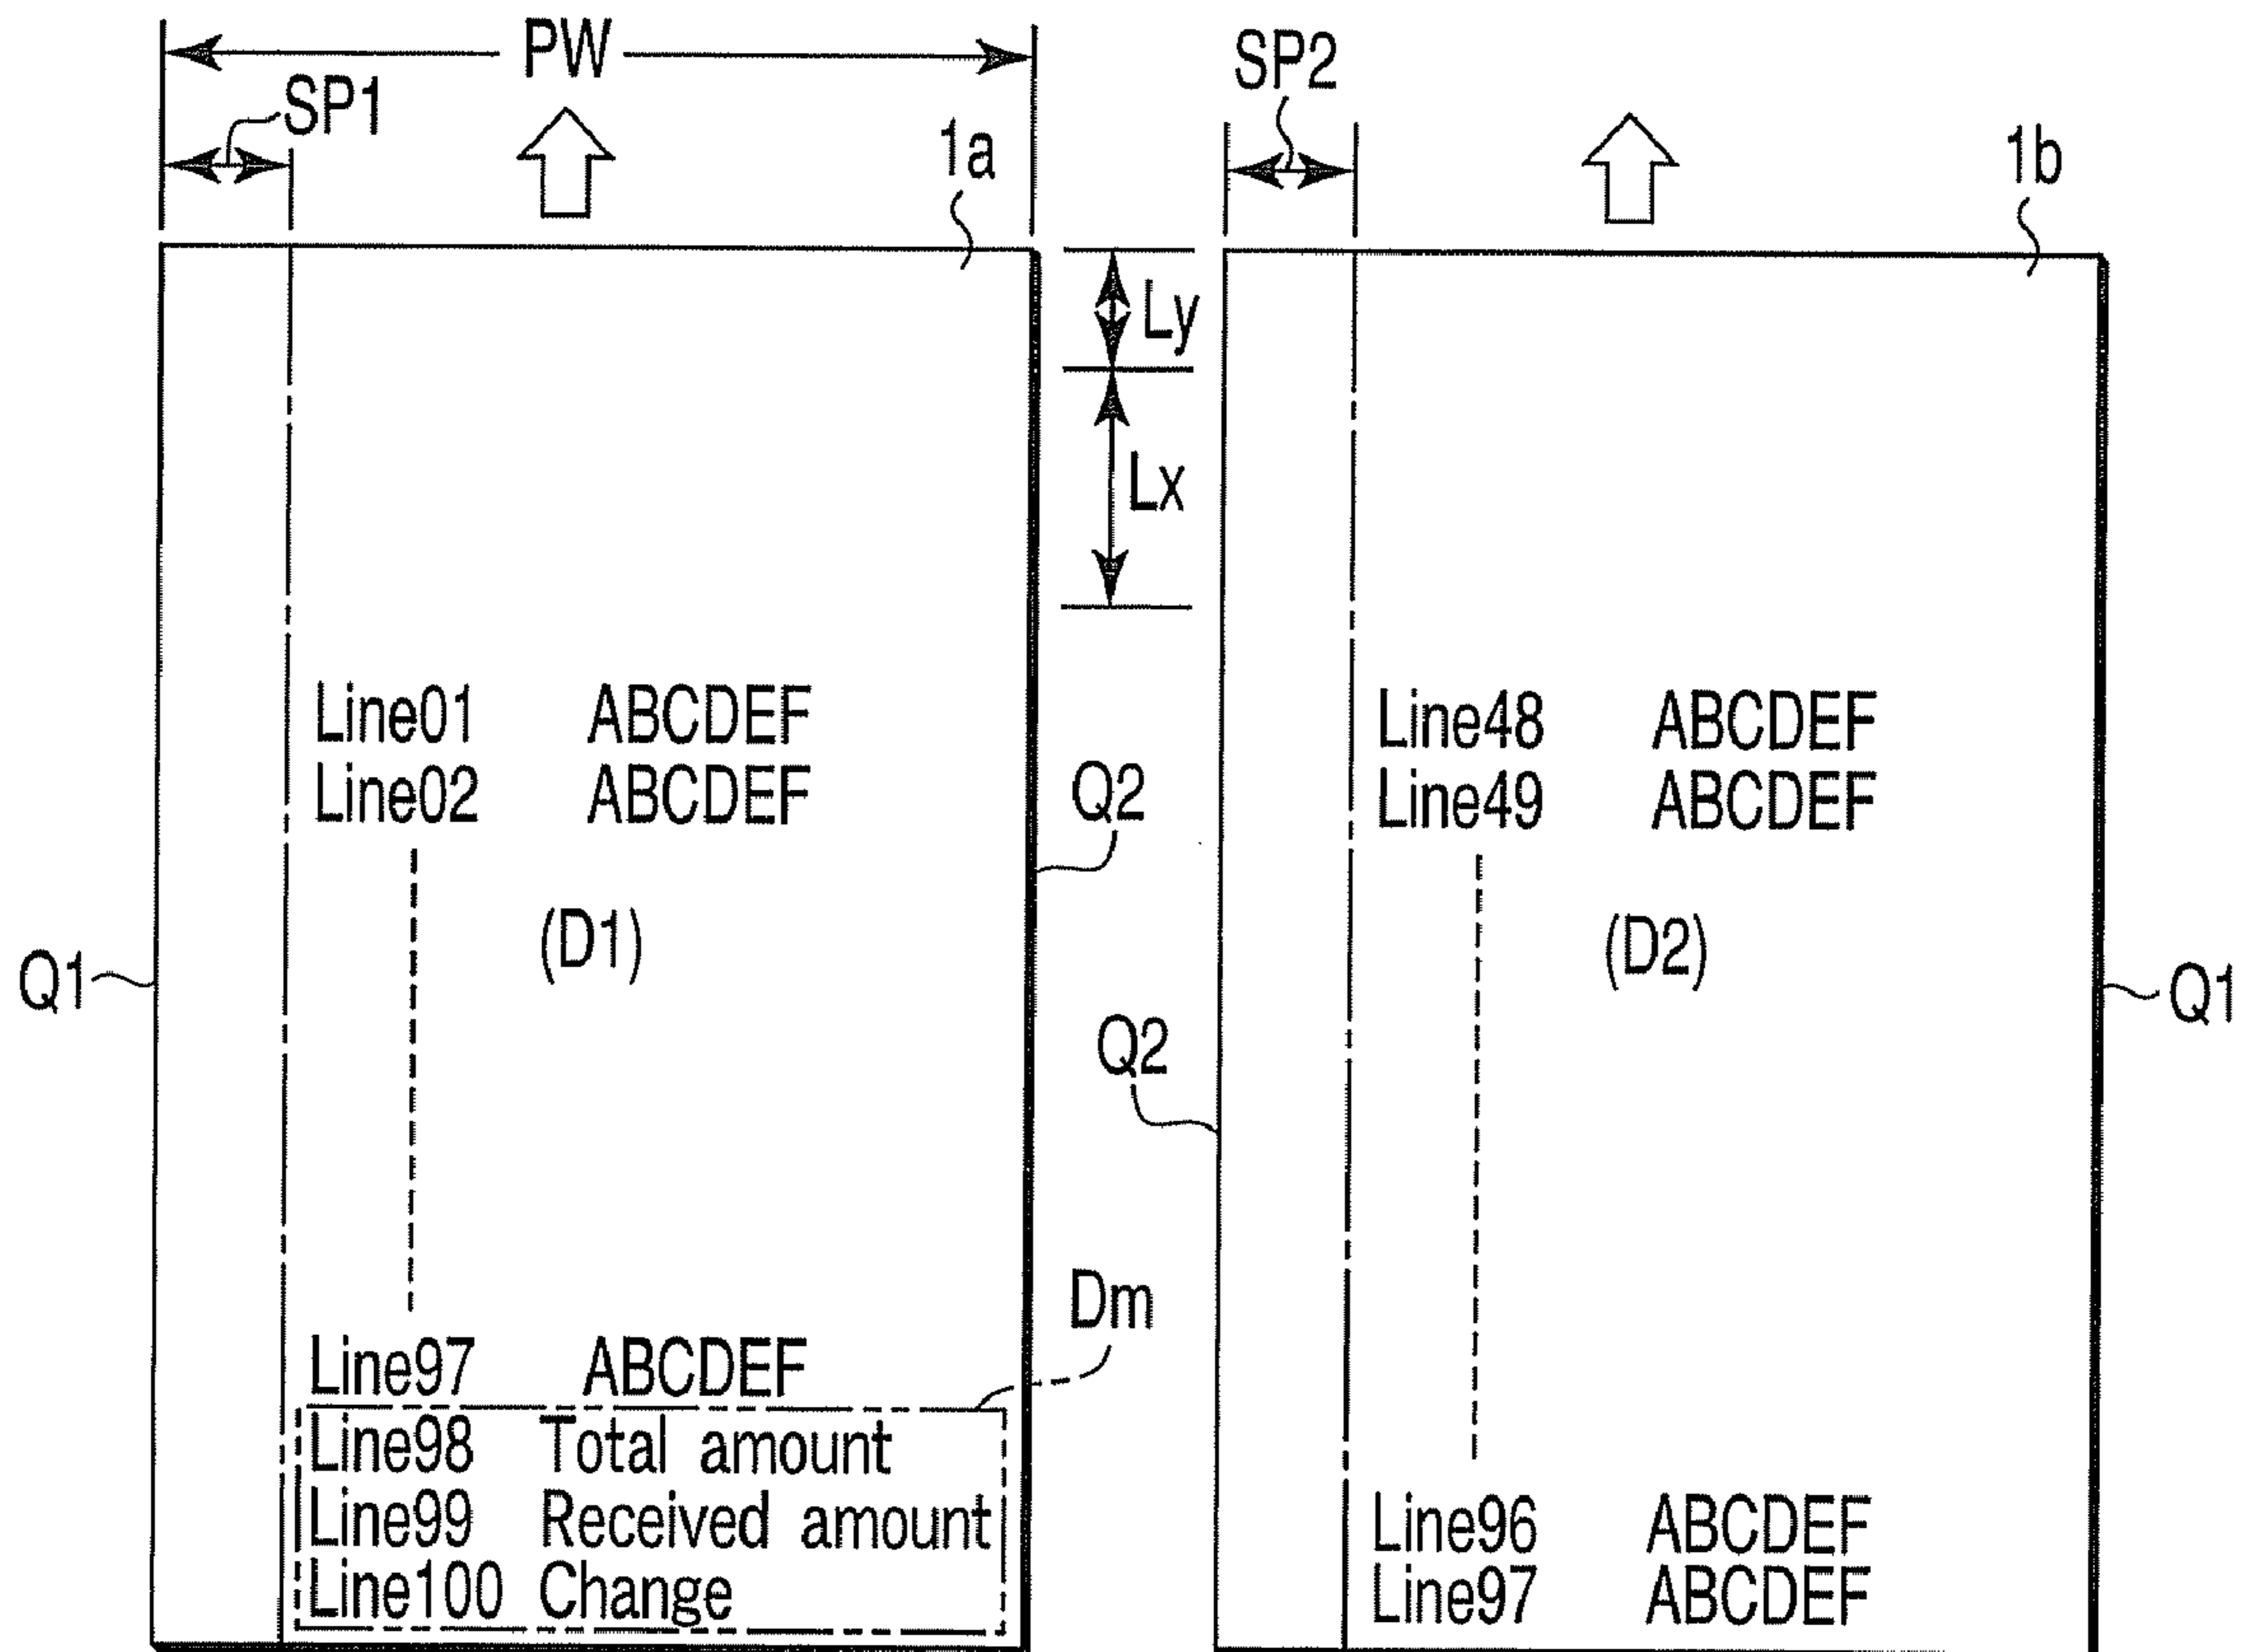 PW
SP2
SP1
1a
1b
Ly
Lx
Line01 ABCDEF
Line02 ABCDEF
Line48 ABCDEF
Line49 ABCDEF
Q2
(D1)
(D2)
Q1
Q1
Q2
Dm
Line97 ABCDEF
Line98 Total amount
Line99 Received amount
Line100 Change
Line96 ABCDEF
Line97 ABCDEF